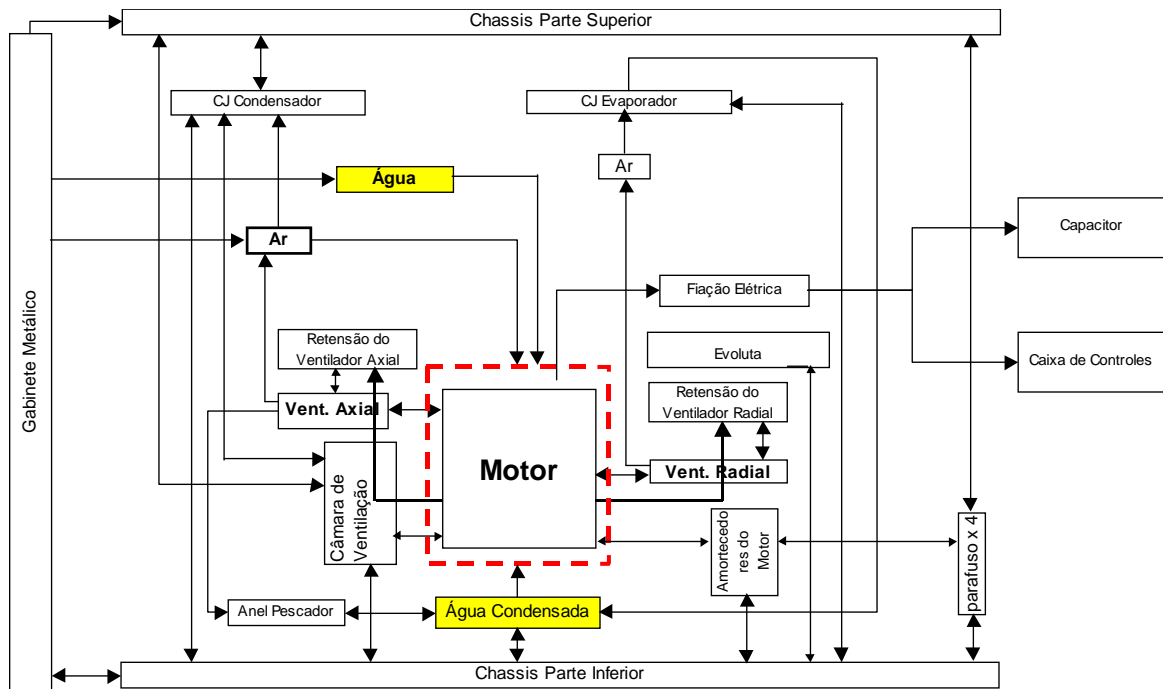 Chassis Parte Superior
CJ Condensador
CJ Evaporador
Ar
Água
Capacitor
Ar
Fiação Elétrica
Gabinete Metálico
Retensão do
Ventilador Axial
Evoluta
Caixa de Controles
Retensão do
Ventilador Radial
Vent. Axial
Motor
Vent. Radial
Câmara de
Ventilação
Amortecedo
res do
Motor
parafuso x 4
Anel Pescador
Água Condensada
Chassis Parte Inferior